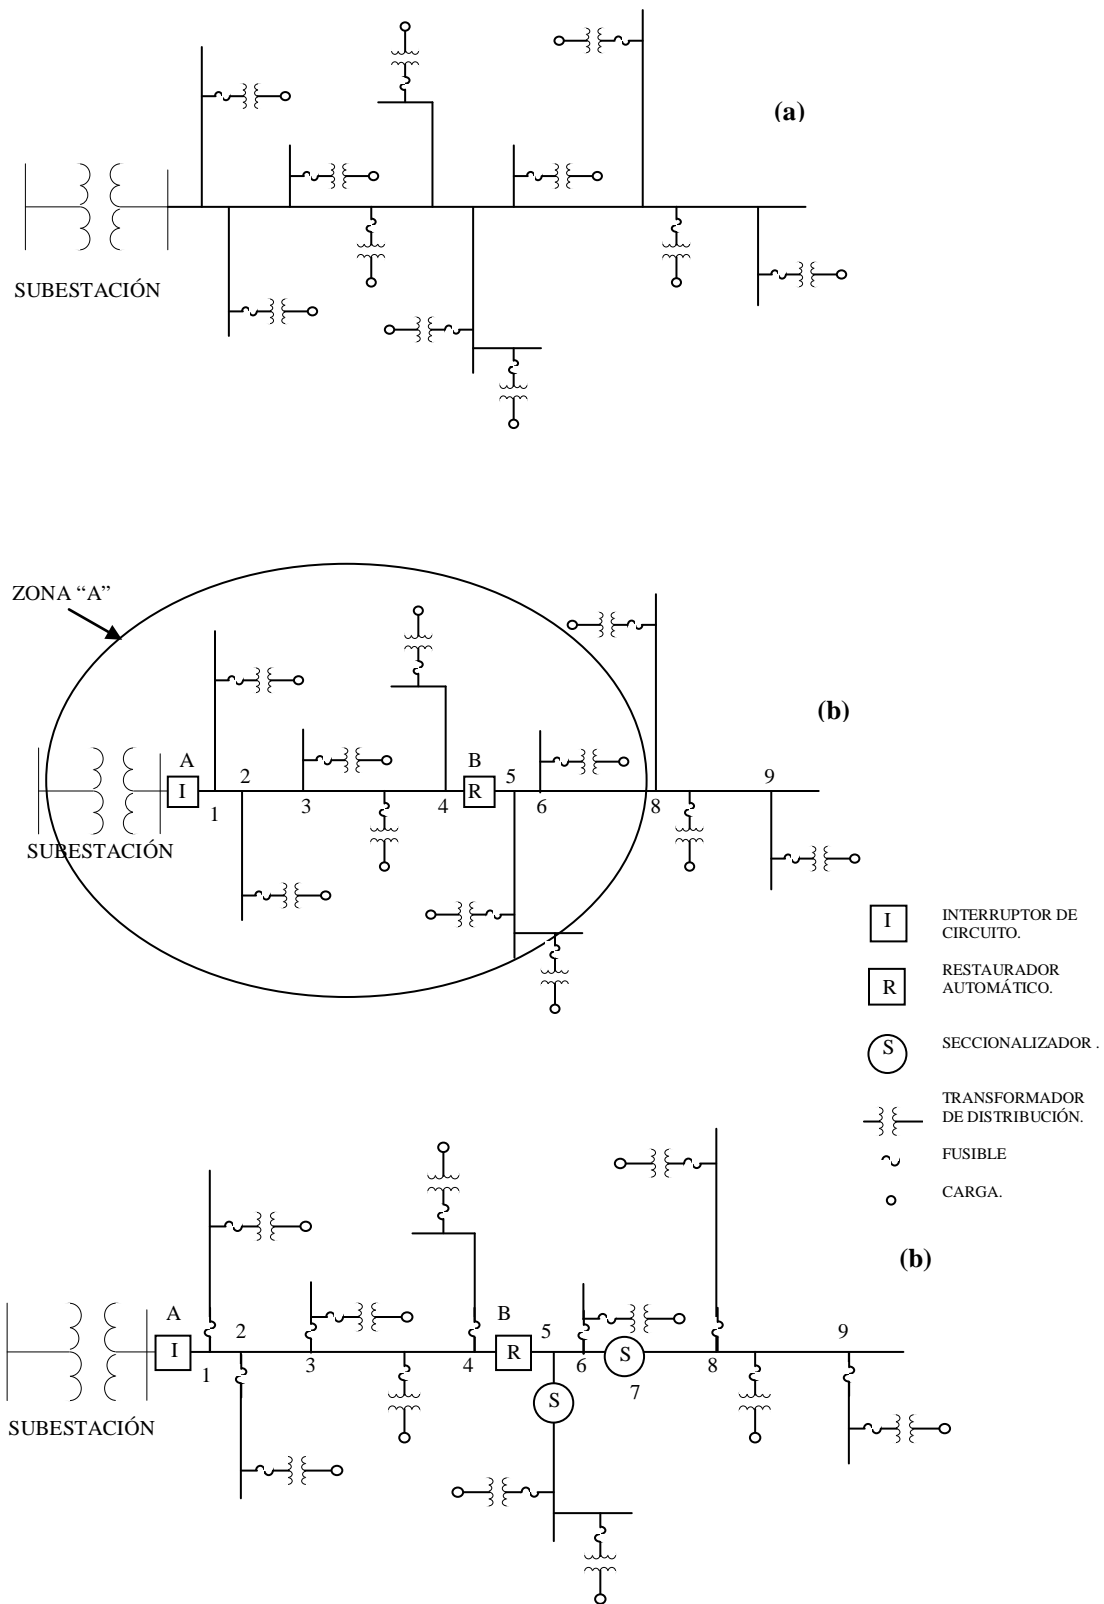 (a)
SUBESTACIÓN
ZONA “A”
(b)
A
B
I
R
1
2
3
4
5
6
8
9
SUBESTACIÓN
I
INTERRUPTOR DE
CIRCUITO.
R
RESTAURADOR
AUTOMÁTICO.
S
SECCIONALIZADOR .
TRANSFORMADOR
DE DISTRIBUCIÓN.
FUSIBLE
CARGA.
(b)
A
B
I
R
S
S
1
2
3
4
5
6
7
8
9
SUBESTACIÓN